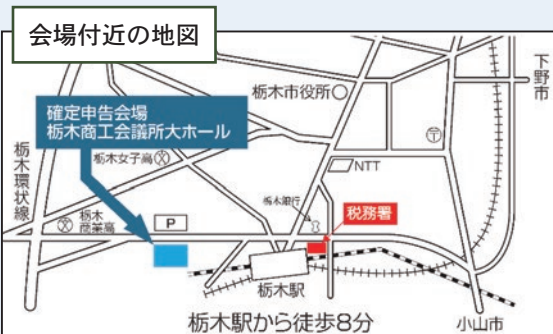 会場付近の地図
下野市
栃木市役所
確定申告会場
栃木商工会議所大ホール
〒
栃木女子高
文
NTT
栃木環状線
栃木銀行
税務署
文
栃木
商業高
P
栃木駅
栃木駅から徒歩8分
小山市